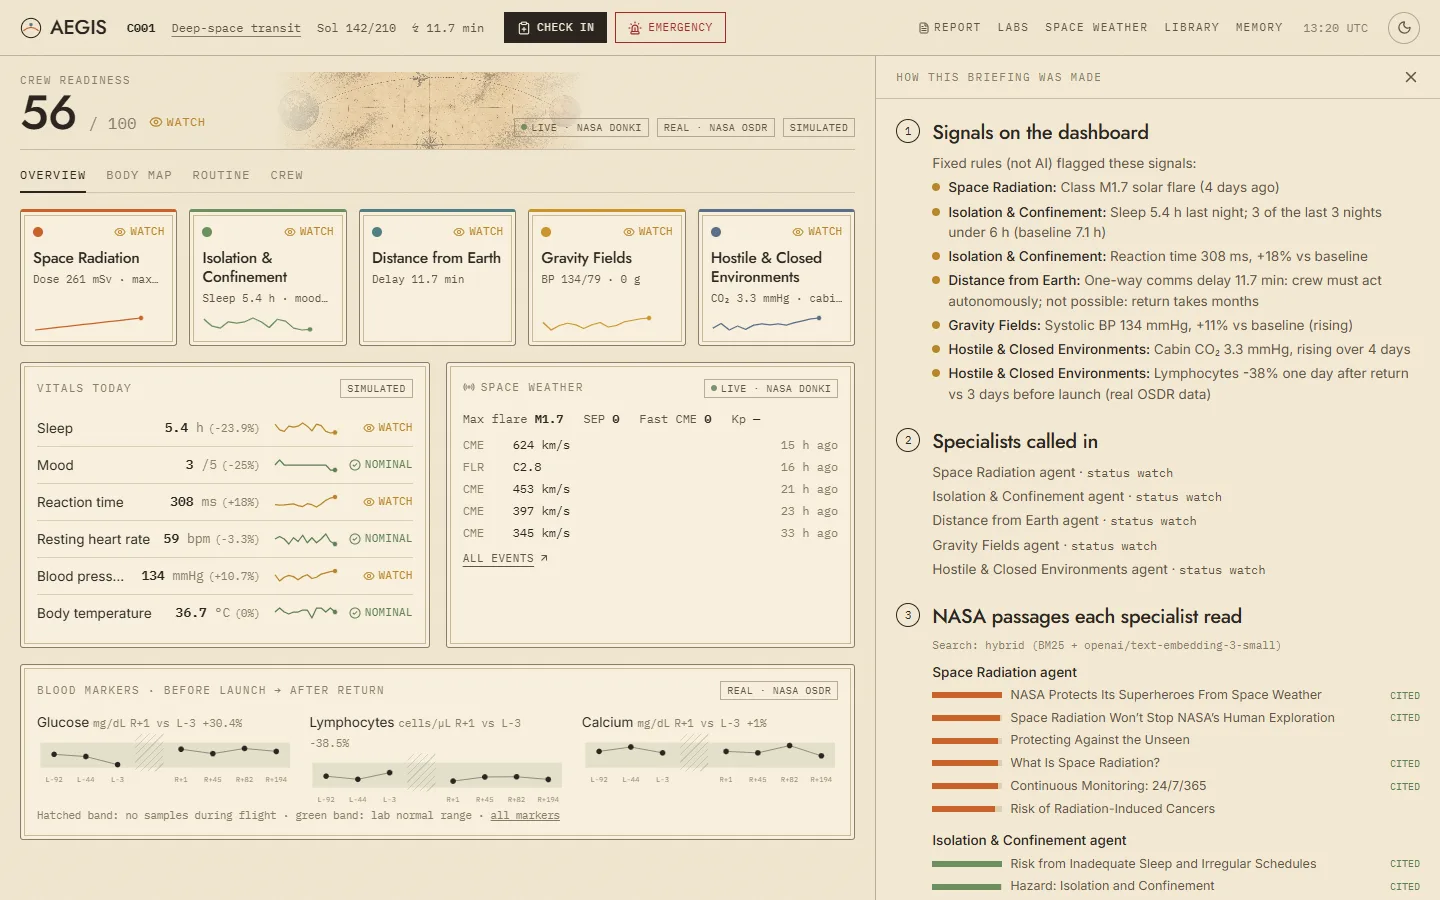 AEGIS
C001
Deep-space transit
Sol 142/210
11.7 min
CHECK IN
EMERGENCY
REPORT
LABS
SPACE WEATHER
LIBRARY
MEMORY
13:20 UTC
CREW READINESS
56 / 100
WATCH
LIVE · NASA DONKI
REAL · NASA OSDR
SIMULATED
OVERVIEW
BODY MAP
ROUTINE
CREW
WATCH
Space Radiation
Dose 261 mSv · max…
WATCH
Isolation &
Confinement
Sleep 5.4 h · mood…
WATCH
Distance from Earth
Delay 11.7 min
WATCH
Gravity Fields
BP 134/79 · 0 g
WATCH
Hostile & Closed
Environments
CO₂ 3.3 mmHg · cabi…
VITALS TODAY
SIMULATED
Sleep 5.4 h (-23.9%) WATCH
Mood 3 /5 (-25%) NOMINAL
Reaction time 308 ms (+18%) WATCH
Resting heart rate 59 bpm (-3.3%) NOMINAL
Blood press... 134 mmHg (+10.7%) WATCH
Body temperature 36.7 °C (0%) NOMINAL
SPACE WEATHER
LIVE · NASA DONKI
Max flare M1.7 SEP 0 Fast CME 0 Kp —
CME 624 km/s 15 h ago
FLR C2.8 16 h ago
CME 453 km/s 21 h ago
CME 397 km/s 23 h ago
CME 345 km/s 33 h ago
ALL EVENTS ↗
BLOOD MARKERS · BEFORE LAUNCH → AFTER RETURN
REAL · NASA OSDR
Glucose mg/dL R+1 vs L-3 +30.4%
L-92 L-44 L-3 R+1 R+45 R+82 R+194
Lymphocytes cells/μL R+1 vs L-3
-38.5%
L-92 L-44 L-3 R+1 R+45 R+82 R+194
Calcium mg/dL R+1 vs L-3 +1%
L-92 L-44 L-3 R+1 R+45 R+82 R+194
Hatched band: no samples during flight · green band: lab normal range · all markers
HOW THIS BRIEFING WAS MADE
1 Signals on the dashboard
Fixed rules (not AI) flagged these signals:
Space Radiation: Class M1.7 solar flare (4 days ago)
Isolation & Confinement: Sleep 5.4 h last night; 3 of the last 3 nights
under 6 h (baseline 7.1 h)
Isolation & Confinement: Reaction time 308 ms, +18% vs baseline
Distance from Earth: One-way comms delay 11.7 min: crew must act
autonomously; not possible: return takes months
Gravity Fields: Systolic BP 134 mmHg, +11% vs baseline (rising)
Hostile & Closed Environments: Cabin CO₂ 3.3 mmHg, rising over 4 days
Hostile & Closed Environments: Lymphocytes -38% one day after return
vs 3 days before launch (real OSDR data)
2 Specialists called in
Space Radiation agent · status watch
Isolation & Confinement agent · status watch
Distance from Earth agent · status watch
Gravity Fields agent · status watch
Hostile & Closed Environments agent · status watch
3 NASA passages each specialist read
Search: hybrid (BM25 + openai/text-embedding-3-small)
Space Radiation agent
NASA Protects Its Superheroes From Space Weather CITED
Space Radiation Won't Stop NASA's Human Exploration CITED
Protecting Against the Unseen
What Is Space Radiation? CITED
Continuous Monitoring: 24/7/365 CITED
Risk of Radiation-Induced Cancers
Isolation & Confinement agent
Risk from Inadequate Sleep and Irregular Schedules CITED
Hazard: Isolation and Confinement CITED